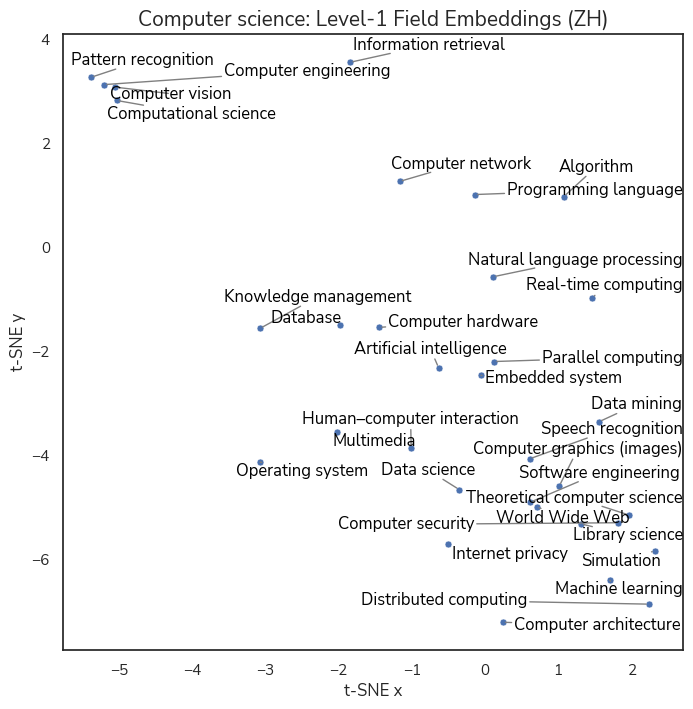 Computer science: Level-1 Field Embeddings (ZH)
4
Information retrieval
Pattern recognition
Computer engineering
Computer vision
Computational science
2
Computer network
Algorithm
Programming language
0
Natural language processing
Real-time computing
Knowledge management
Database
Computer hardware
−2
Artificial intelligence
Parallel computing
Embedded system
Data mining
Human–computer interaction
Speech recognition
Multimedia
Computer graphics (images)
−4
Operating system
Data science
Software engineering
Theoretical computer science
World Wide Web
Computer security
Library science
Internet privacy
−6
Simulation
Machine learning
Distributed computing
Computer architecture
−5
−4
−3
−2
−1
0
1
2
t-SNE x
t-SNE y